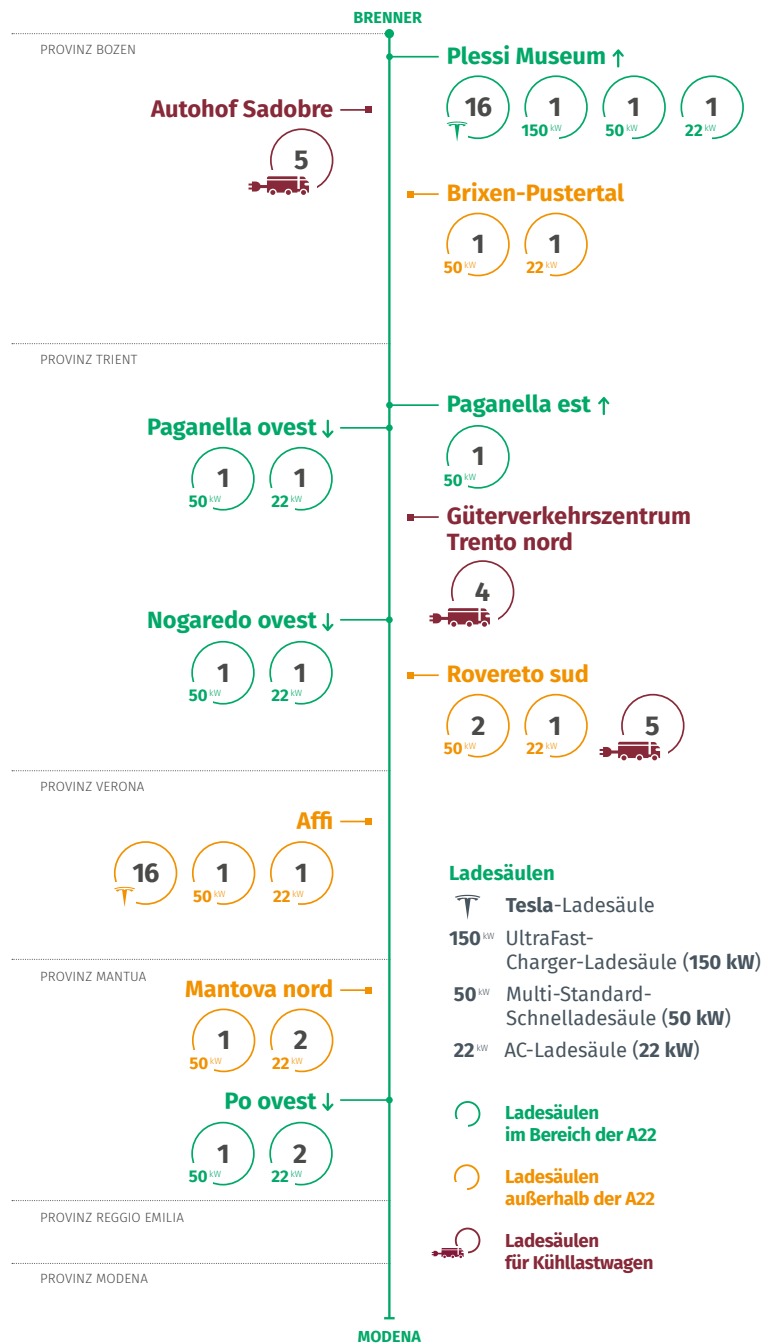 BRENNER
PROVINZ BOZEN
Plessi Museum ↑
16 1 1 1
150 kW 50 kW 22 kW
Autohof Sadobre
5
Brixen-Pustertal
1 1
50 kW 22 kW
PROVINZ TRIENT
Paganella est ↑
1
50 kW
Paganella ovest ↓
1 1
50 kW 22 kW
Güterverkehrszentrum
Trento nord
4
Nogaredo ovest ↓
1 1
50 kW 22 kW
Rovereto sud
2 1 5
50 kW 22 kW
PROVINZ VERONA
Affi
16 1 1
50 kW 22 kW
PROVINZ MANTUA
Mantova nord
1 2
50 kW 22 kW
Po ovest ↓
1 2
50 kW 22 kW
PROVINZ REGGIO EMILIA
PROVINZ MODENA
MODENA
Ladesäulen
Tesla-Ladesäule
150 kW UltraFast-
Charger-Ladesäule (150 kW)
50 kW Multi-Standard-
Schnelladesäule (50 kW)
22 kW AC-Ladesäule (22 kW)
Ladesäulen
im Bereich der A22
Ladesäulen
außerhalb der A22
Ladesäulen
für Kühllastwagen